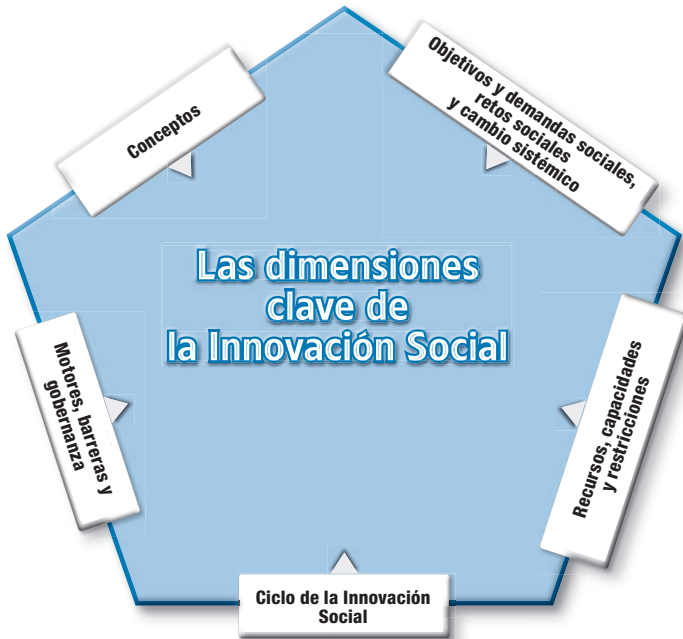 Conceptos
Objetivos y demandas sociales,
retos sociales
y cambio sistémico
Las dimensiones
clave de
la Innovación Social
Motores, barreras y
gobernanza
Recursos, capacidades
y restricciones
Ciclo de la Innovación
Social